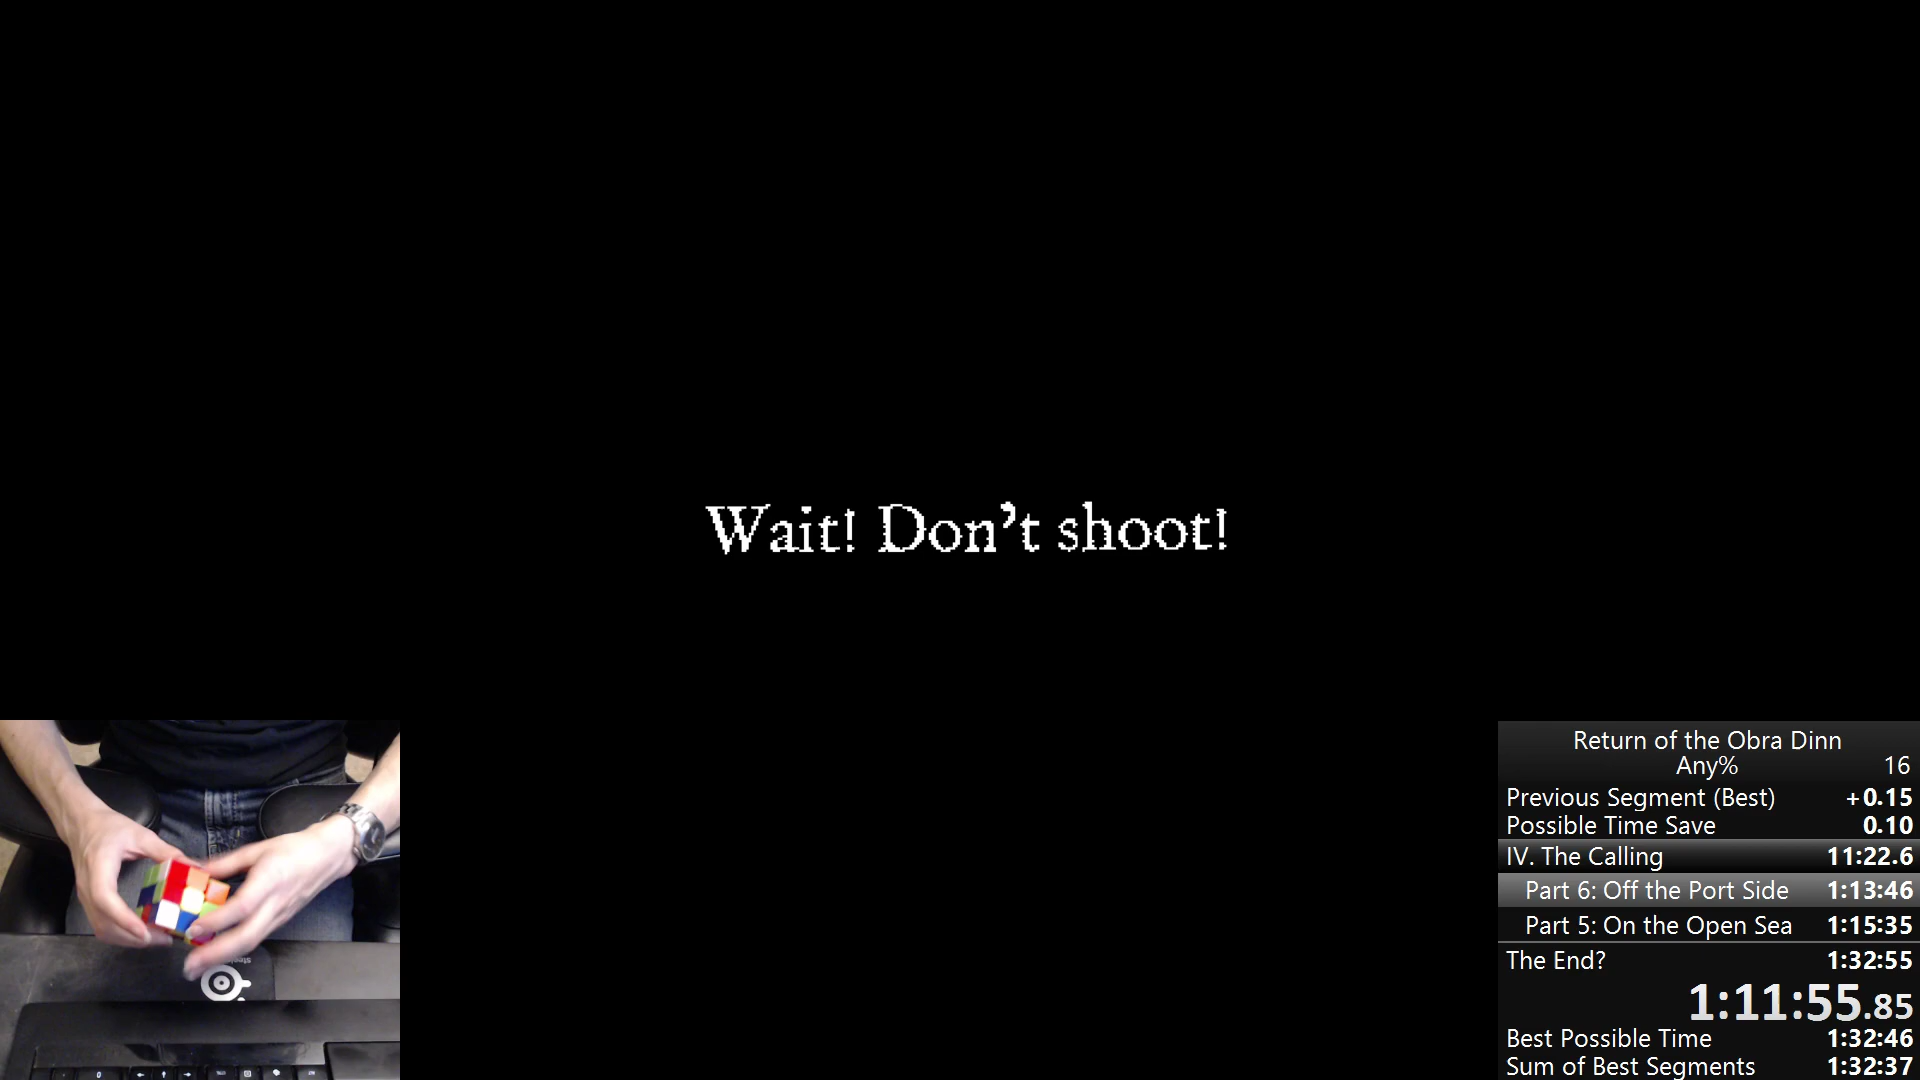 Wait! Don't shoot!
Return of the Obra Dinn
Any% 16
Previous Segment (Best) +0.15
Possible Time Save 0.10
IV. The Calling 11:22.6
Part 6: Off the Port Side 1:13:46
Part 5: On the Open Sea 1:15:35
The End? 1:32:55
1:11:55.85
Best Possible Time 1:32:46
Sum of Best Segments 1:32:37